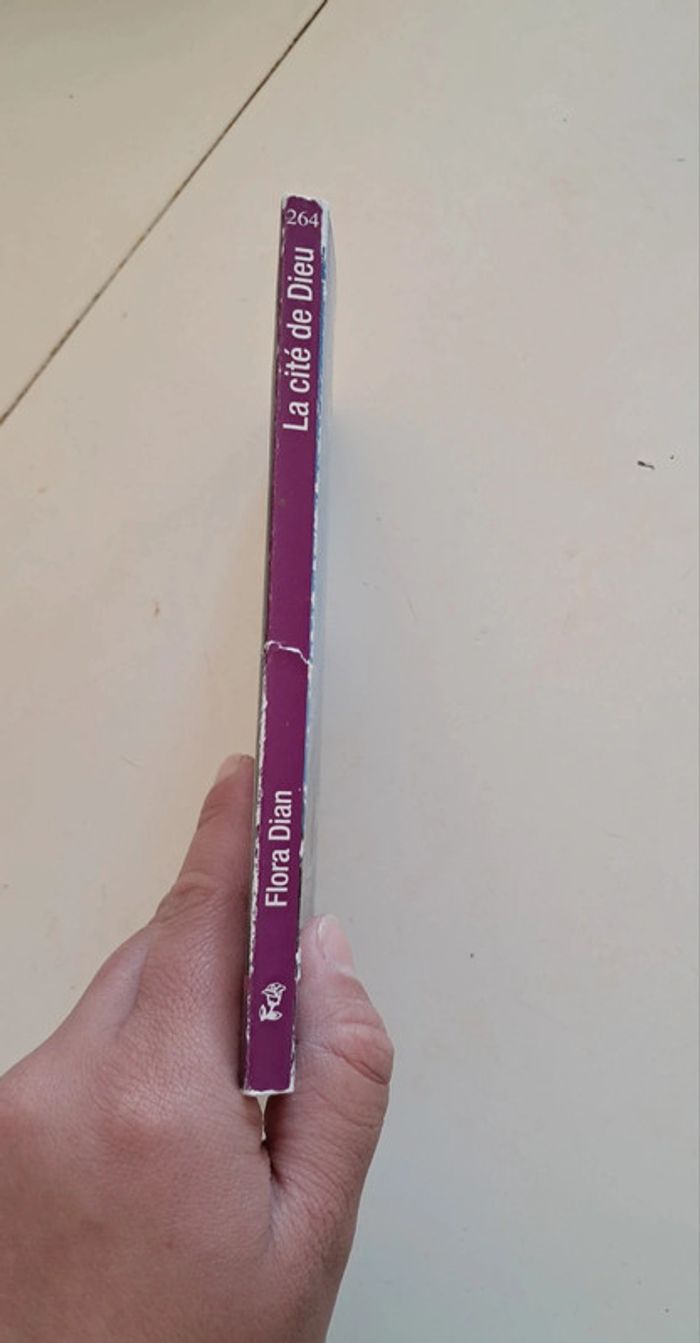 264
La cité de Dieu
Flora Dian